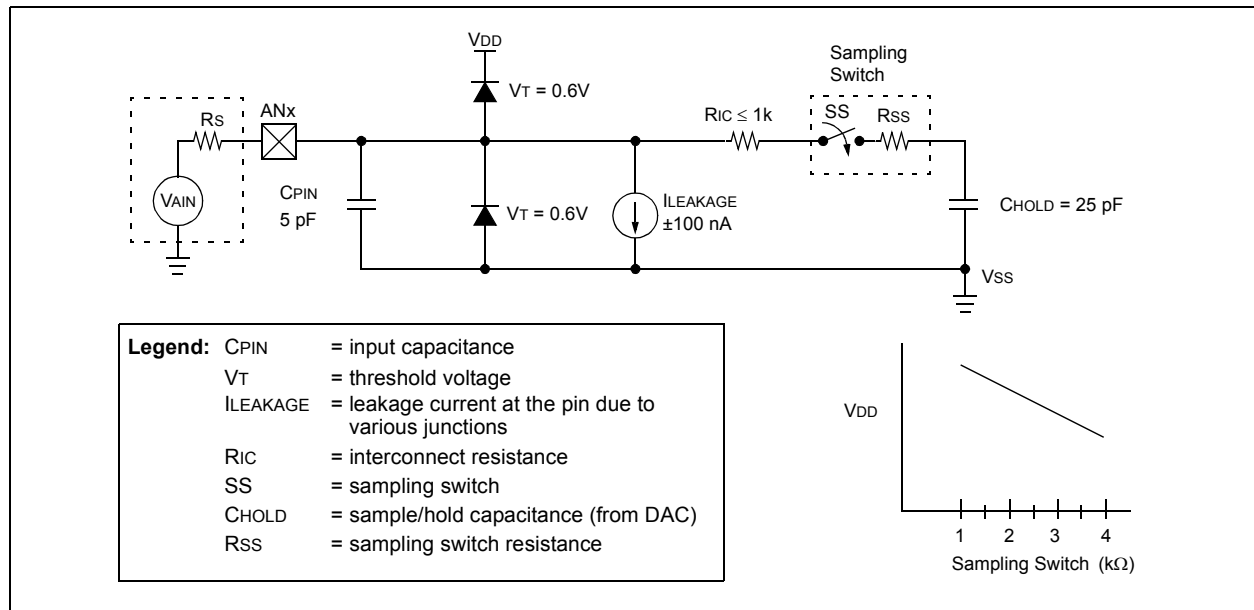 VDD
Sampling
Switch
VT = 0.6V
RS
ANx
RIC ≤ 1k
SS
RSS
VAIN
CPIN
5 pF
VT = 0.6V
ILEAKAGE
±100 nA
CHOLD = 25 pF
VSS
Legend: CPIN = input capacitance
VT = threshold voltage
ILEAKAGE = leakage current at the pin due to
various junctions
RIC = interconnect resistance
SS = sampling switch
CHOLD = sample/hold capacitance (from DAC)
RSS = sampling switch resistance
VDD
1 2 3 4
Sampling Switch (kΩ)